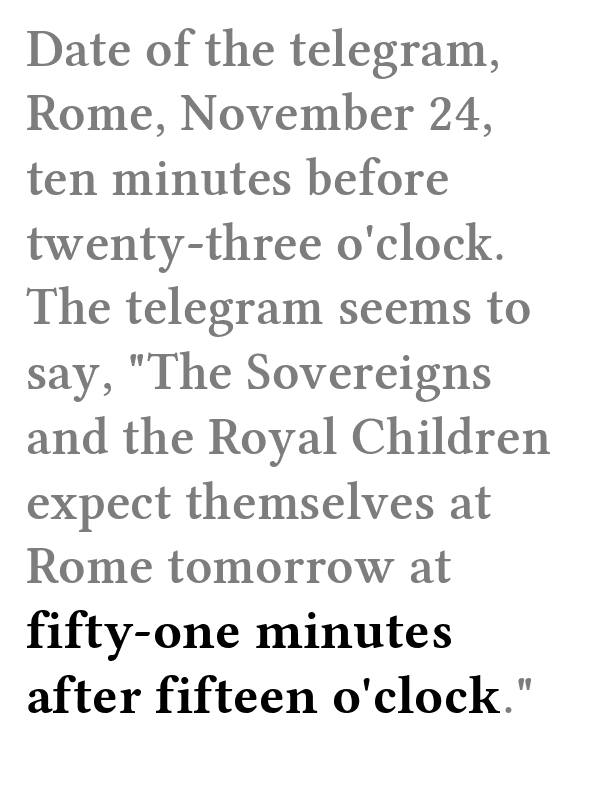 Date of the telegram,
Rome, November 24,
ten minutes before
twenty-three o'clock.
The telegram seems to
say, "The Sovereigns
and the Royal Children
expect themselves at
Rome tomorrow at
fifty-one minutes
after fifteen o'clock."